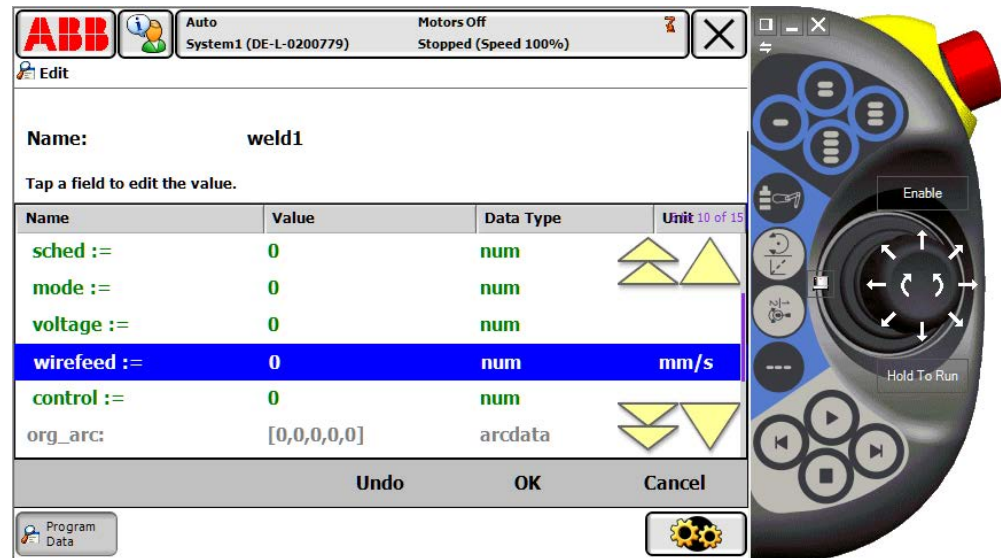 ABB
Auto
System1 (DE-L-0200779)
Motors Off
Stopped (Speed 100%)
Edit
Name: weld1
Tap a field to edit the value.
Name Value Data Type Unit 10 of 15
sched := 0 num
mode := 0 num
voltage := 0 num
wirefeed := 0 num mm/s
control := 0 num
org_arc: [0,0,0,0,0] arcdata
Undo OK Cancel
Program
Data
Enable
Hold To Run